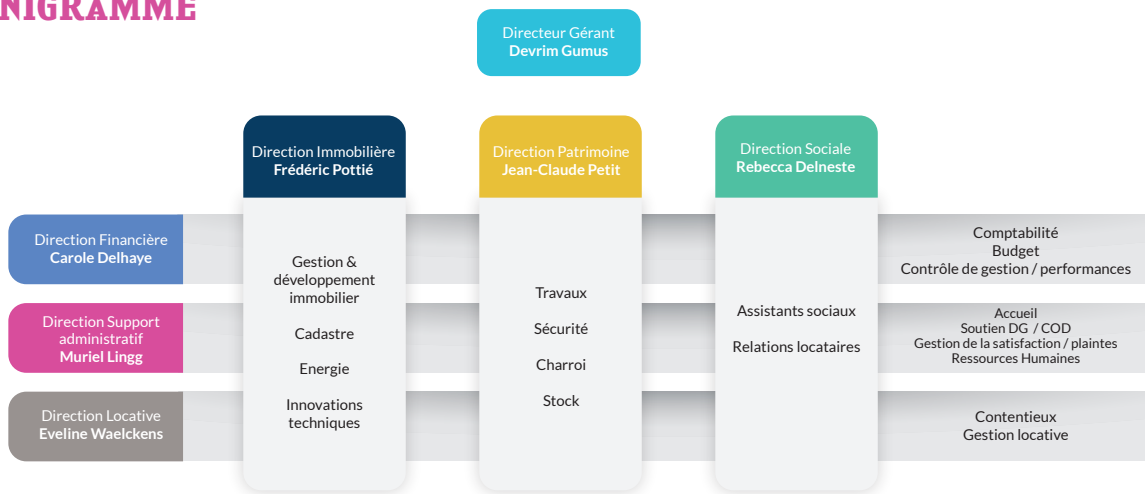 NIGRAMME
Directeur Gérant
Devrim Gumus
Direction Immobilière
Frédéric Pottié
Direction Patrimoine
Jean-Claude Petit
Direction Sociale
Rebecca Delneste
Direction Financière
Carole Delhaye
Direction Support
administratif
Muriel Lingg
Direction Locative
Eveline Waelckens
Gestion &
développement
immobilier
Cadastre
Energie
Innovations
techniques
Travaux
Sécurité
Charroi
Stock
Assistants sociaux
Relations locataires
Comptabilité
Budget
Contrôle de gestion / performances
Accueil
Soutien DG / COD
Gestion de la satisfaction / plaintes
Ressources Humaines
Contentieux
Gestion locative